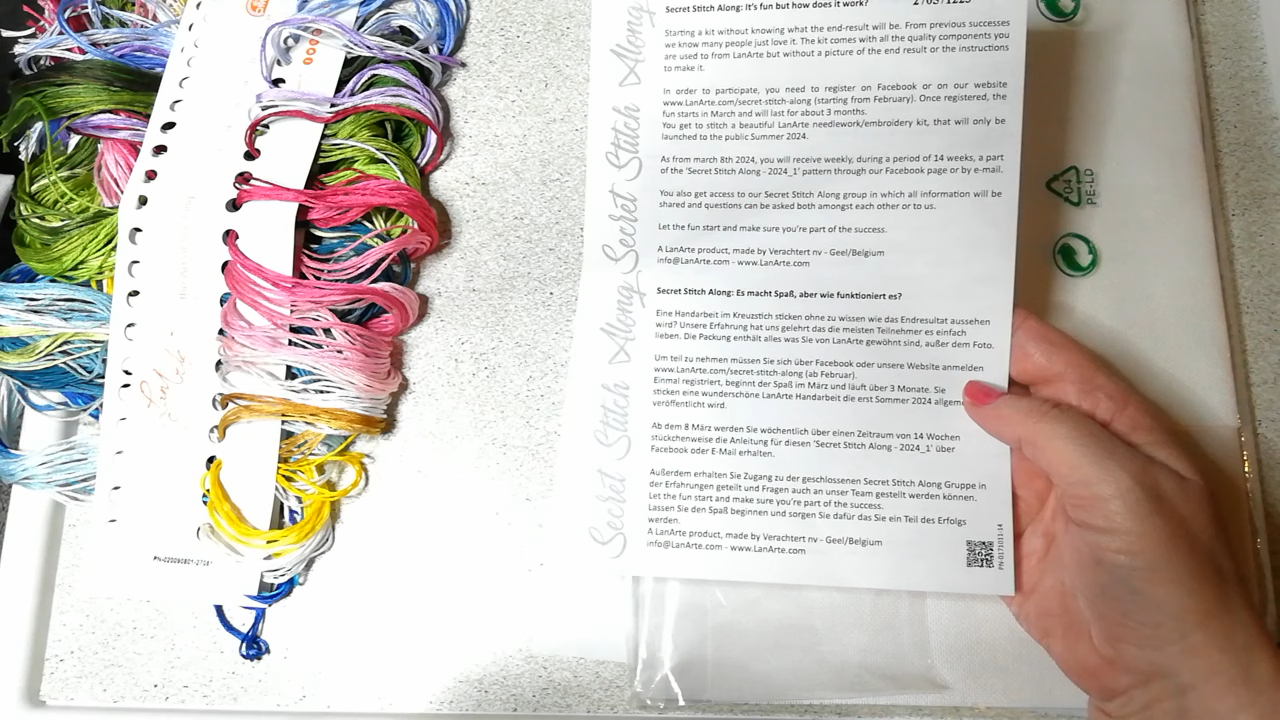 Secret Stitch Along: It's fun but how does it work?
Starting a kit without knowing what the end-result will be. From previous successes
we know many people just love it. The kit comes with all the quality components you
are used to from LanArte but without a picture of the end result or the instructions
to make it.
In order to participate, you need to register on Facebook or on our website
www.LanArte.com/secret-stitch-along (starting from February). Once registered, the
fun starts in March and will last for about 3 months.
You get to stitch a beautiful LanArte needlework/embroidery kit, that will only be
launched to the public Summer 2024.
As from march 8th 2024, you will receive weekly, during a period of 14 weeks, a part
of the 'Secret Stitch Along - 2024_1' pattern through our Facebook page or by e-mail.
You also get access to our Secret Stitch Along group in which all information will be
shared and questions can be asked both amongst each other or to us.
Let the fun start and make sure you're part of the success.
A LanArte product, made by Verachtert nv - Geel/Belgium
info@LanArte.com - www.LanArte.com
Secret Stitch Along: Es macht Spaß, aber wie funktioniert es?
Eine Handarbeit im Kreuzstich sticken ohne zu wissen wie das Endresultat aussehen
wird? Unsere Erfahrung hat uns gelehrt das die meisten Teilnehmer es einfach
lieben. Die Packung enthält alles was Sie von LanArte gewöhnt sind, außer dem Foto.
Um teil zu nehmen müssen Sie sich über Facebook oder unsere Website anmelden
www.LanArte.com/secret-stitch-along (ab Februar).
Einmal registriert, beginnt der Spaß im März und läuft über 3 Monate. Sie
sticken eine wunderschöne LanArte Handarbeit die erst Sommer 2024 allgeme
veröffentlicht wird.
Ab dem 8 März werden Sie wöchentlich über einen Zeitraum von 14 Wochen
stückchenweise die Anleitung für diesen 'Secret Stitch Along - 2024_1' über
Facebook oder E-Mail erhalten.
Außerdem erhalten Sie Zugang zu der geschlossenen Secret Stitch Along Gruppe in
der Erfahrungen geteilt und Fragen auch an unser Team gestellt werden können.
Let the fun start and make sure you're part of the success.
Lassen Sie den Spaß beginnen und sorgen Sie dafür das Sie ein Teil des Erfolgs
werden.
A LanArte product, made by Verachtert nv - Geel/Belgium
info@LanArte.com - www.LanArte.com
PN-0171011-14
Secret Stitch Along Secret Stitch Along
04
PE-LD
LanArte